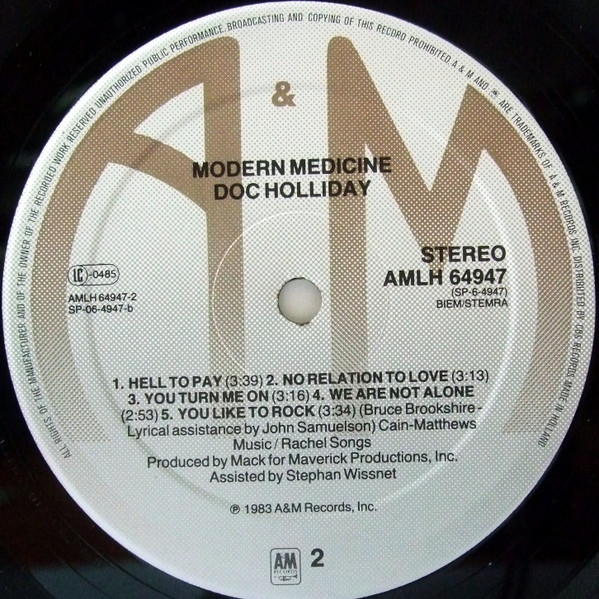 ALL RIGHTS OF THE MANUFACTURER AND OF THE OWNER OF THE RECORDED WORK RESERVED UNAUTHORIZED PUBLIC PERFORMANCE, BROADCASTING AND COPYING OF THIS RECORD PROHIBITED. A & M AND ARE TRADEMARKS OF A & M RECORDS INC. DISTRIBUTED BY CBS RECORDS MADE IN HOLLAND
A & M
MODERN MEDICINE
DOC HOLLIDAY
STEREO
AMLH 64947
(SP-6-4947)
BIEM/STEMRA
LC-0485
AMLH 64947-2
SP-06-4947-b
1. HELL TO PAY (3:39) 2. NO RELATION TO LOVE (3:13)
3. YOU TURN ME ON (3:16) 4. WE ARE NOT ALONE
(2:53) 5. YOU LIKE TO ROCK (3:34) (Bruce Brookshire-
Lyrical assistance by John Samuelson) Cain-Matthews
Music/Rachel Songs
Produced by Mack for Maverick Productions, Inc.
Assisted by Stephan Wissnet
℗ 1983 A&M Records, Inc.
A&M
RECORDS
2